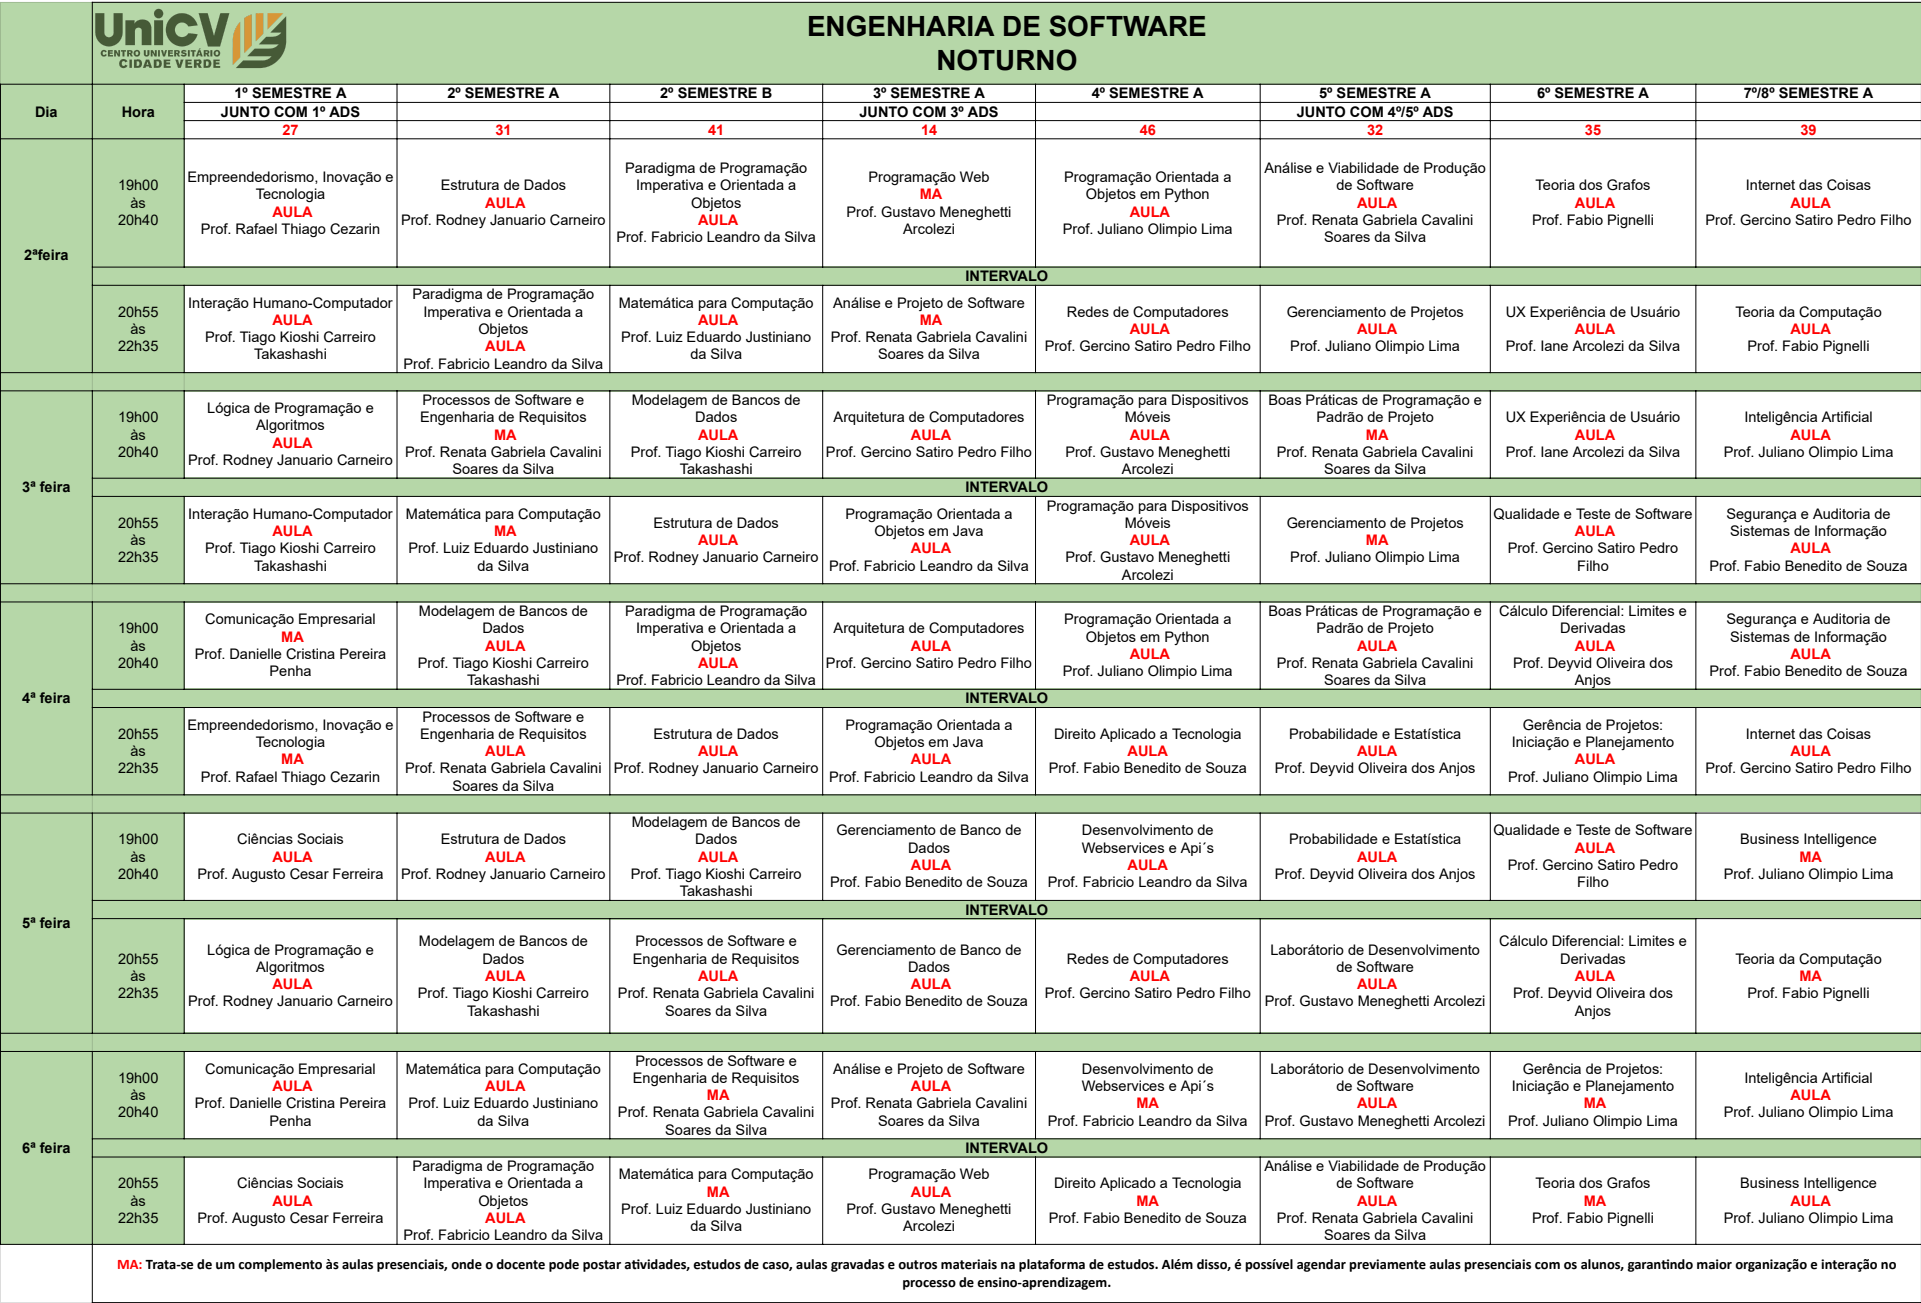 UniCV
CENTRO UNIVERSITÁRIO
CIDADE VERDE
ENGENHARIA DE SOFTWARE
NOTURNO
Dia
Hora
1º SEMESTRE A
2º SEMESTRE A
2º SEMESTRE B
3º SEMESTRE A
4º SEMESTRE A
5º SEMESTRE A
6º SEMESTRE A
7º/8º SEMESTRE A
JUNTO COM 1º ADS
JUNTO COM 3º ADS
JUNTO COM 4º/5º ADS
27
31
41
14
46
32
35
39
2ªfeira
19h00
às
20h40
Empreendedorismo, Inovação e
Tecnologia
AULA
Prof. Rafael Thiago Cezarin
Estrutura de Dados
AULA
Prof. Rodney Januario Carneiro
Paradigma de Programação
Imperativa e Orientada a
Objetos
AULA
Prof. Fabricio Leandro da Silva
Programação Web
MA
Prof. Gustavo Meneghetti
Arcolezi
Programação Orientada a
Objetos em Python
AULA
Prof. Juliano Olimpio Lima
Análise e Viabilidade de Produção
de Software
AULA
Prof. Renata Gabriela Cavalini
Soares da Silva
Teoria dos Grafos
AULA
Prof. Fabio Pignelli
Internet das Coisas
AULA
Prof. Gercino Satiro Pedro Filho
INTERVALO
20h55
às
22h35
Interação Humano-Computador
AULA
Prof. Tiago Kioshi Carreiro
Takashashi
Paradigma de Programação
Imperativa e Orientada a
Objetos
AULA
Prof. Fabricio Leandro da Silva
Matemática para Computação
AULA
Prof. Luiz Eduardo Justiniano
da Silva
Análise e Projeto de Software
MA
Prof. Renata Gabriela Cavalini
Soares da Silva
Redes de Computadores
AULA
Prof. Gercino Satiro Pedro Filho
Gerenciamento de Projetos
AULA
Prof. Juliano Olimpio Lima
UX Experiência de Usuário
AULA
Prof. Iane Arcolezi da Silva
Teoria da Computação
AULA
Prof. Fabio Pignelli
3ª feira
19h00
às
20h40
Lógica de Programação e
Algoritmos
AULA
Prof. Rodney Januario Carneiro
Processos de Software e
Engenharia de Requisitos
MA
Prof. Renata Gabriela Cavalini
Soares da Silva
Modelagem de Bancos de
Dados
AULA
Prof. Tiago Kioshi Carreiro
Takashashi
Arquitetura de Computadores
AULA
Prof. Gercino Satiro Pedro Filho
Programação para Dispositivos
Móveis
AULA
Prof. Gustavo Meneghetti
Arcolezi
Boas Práticas de Programação e
Padrão de Projeto
MA
Prof. Renata Gabriela Cavalini
Soares da Silva
UX Experiência de Usuário
AULA
Prof. Iane Arcolezi da Silva
Inteligência Artificial
AULA
Prof. Juliano Olimpio Lima
INTERVALO
20h55
às
22h35
Interação Humano-Computador
AULA
Prof. Tiago Kioshi Carreiro
Takashashi
Matemática para Computação
MA
Prof. Luiz Eduardo Justiniano
da Silva
Estrutura de Dados
AULA
Prof. Rodney Januario Carneiro
Programação Orientada a
Objetos em Java
AULA
Prof. Fabricio Leandro da Silva
Programação para Dispositivos
Móveis
AULA
Prof. Gustavo Meneghetti
Arcolezi
Gerenciamento de Projetos
MA
Prof. Juliano Olimpio Lima
Qualidade e Teste de Software
AULA
Prof. Gercino Satiro Pedro
Filho
Segurança e Auditoria de
Sistemas de Informação
AULA
Prof. Fabio Benedito de Souza
4ª feira
19h00
às
20h40
Comunicação Empresarial
MA
Prof. Danielle Cristina Pereira
Penha
Modelagem de Bancos de
Dados
AULA
Prof. Tiago Kioshi Carreiro
Takashashi
Paradigma de Programação
Imperativa e Orientada a
Objetos
AULA
Prof. Fabricio Leandro da Silva
Arquitetura de Computadores
AULA
Prof. Gercino Satiro Pedro Filho
Programação Orientada a
Objetos em Python
AULA
Prof. Juliano Olimpio Lima
Boas Práticas de Programação e
Padrão de Projeto
AULA
Prof. Renata Gabriela Cavalini
Soares da Silva
Cálculo Diferencial: Limites e
Derivadas
AULA
Prof. Deyvid Oliveira dos
Anjos
Segurança e Auditoria de
Sistemas de Informação
AULA
Prof. Fabio Benedito de Souza
INTERVALO
20h55
às
22h35
Empreendedorismo, Inovação e
Tecnologia
MA
Prof. Rafael Thiago Cezarin
Processos de Software e
Engenharia de Requisitos
AULA
Prof. Renata Gabriela Cavalini
Soares da Silva
Estrutura de Dados
AULA
Prof. Rodney Januario Carneiro
Programação Orientada a
Objetos em Java
AULA
Prof. Fabricio Leandro da Silva
Direito Aplicado a Tecnologia
AULA
Prof. Fabio Benedito de Souza
Probabilidade e Estatística
AULA
Prof. Deyvid Oliveira dos Anjos
Gerência de Projetos:
Iniciação e Planejamento
AULA
Prof. Juliano Olimpio Lima
Internet das Coisas
AULA
Prof. Gercino Satiro Pedro Filho
5ª feira
19h00
às
20h40
Ciências Sociais
AULA
Prof. Augusto Cesar Ferreira
Estrutura de Dados
AULA
Prof. Rodney Januario Carneiro
Modelagem de Bancos de
Dados
AULA
Prof. Tiago Kioshi Carreiro
Takashashi
Gerenciamento de Banco de
Dados
AULA
Prof. Fabio Benedito de Souza
Desenvolvimento de
Webservices e Api´s
AULA
Prof. Fabricio Leandro da Silva
Probabilidade e Estatística
AULA
Prof. Deyvid Oliveira dos Anjos
Qualidade e Teste de Software
AULA
Prof. Gercino Satiro Pedro
Filho
Business Intelligence
MA
Prof. Juliano Olimpio Lima
INTERVALO
20h55
às
22h35
Lógica de Programação e
Algoritmos
AULA
Prof. Rodney Januario Carneiro
Modelagem de Bancos de
Dados
AULA
Prof. Tiago Kioshi Carreiro
Takashashi
Processos de Software e
Engenharia de Requisitos
AULA
Prof. Renata Gabriela Cavalini
Soares da Silva
Gerenciamento de Banco de
Dados
AULA
Prof. Fabio Benedito de Souza
Redes de Computadores
AULA
Prof. Gercino Satiro Pedro Filho
Laborátorio de Desenvolvimento
de Software
AULA
Prof. Gustavo Meneghetti Arcolezi
Cálculo Diferencial: Limites e
Derivadas
AULA
Prof. Deyvid Oliveira dos
Anjos
Teoria da Computação
MA
Prof. Fabio Pignelli
6ª feira
19h00
às
20h40
Comunicação Empresarial
AULA
Prof. Danielle Cristina Pereira
Penha
Matemática para Computação
AULA
Prof. Luiz Eduardo Justiniano
da Silva
Processos de Software e
Engenharia de Requisitos
MA
Prof. Renata Gabriela Cavalini
Soares da Silva
Análise e Projeto de Software
AULA
Prof. Renata Gabriela Cavalini
Soares da Silva
Desenvolvimento de
Webservices e Api´s
MA
Prof. Fabricio Leandro da Silva
Laborátorio de Desenvolvimento
de Software
AULA
Prof. Gustavo Meneghetti Arcolezi
Gerência de Projetos:
Iniciação e Planejamento
MA
Prof. Juliano Olimpio Lima
Inteligência Artificial
AULA
Prof. Juliano Olimpio Lima
INTERVALO
20h55
às
22h35
Ciências Sociais
AULA
Prof. Augusto Cesar Ferreira
Paradigma de Programação
Imperativa e Orientada a
Objetos
AULA
Prof. Fabricio Leandro da Silva
Matemática para Computação
MA
Prof. Luiz Eduardo Justiniano
da Silva
Programação Web
AULA
Prof. Gustavo Meneghetti
Arcolezi
Direito Aplicado a Tecnologia
MA
Prof. Fabio Benedito de Souza
Análise e Viabilidade de Produção
de Software
AULA
Prof. Renata Gabriela Cavalini
Soares da Silva
Teoria dos Grafos
MA
Prof. Fabio Pignelli
Business Intelligence
AULA
Prof. Juliano Olimpio Lima
MA: Trata-se de um complemento às aulas presenciais, onde o docente pode postar atividades, estudos de caso, aulas gravadas e outros materiais na plataforma de estudos. Além disso, é possível agendar previamente aulas presenciais com os alunos, garantindo maior organização e interação no
processo de ensino-aprendizagem.